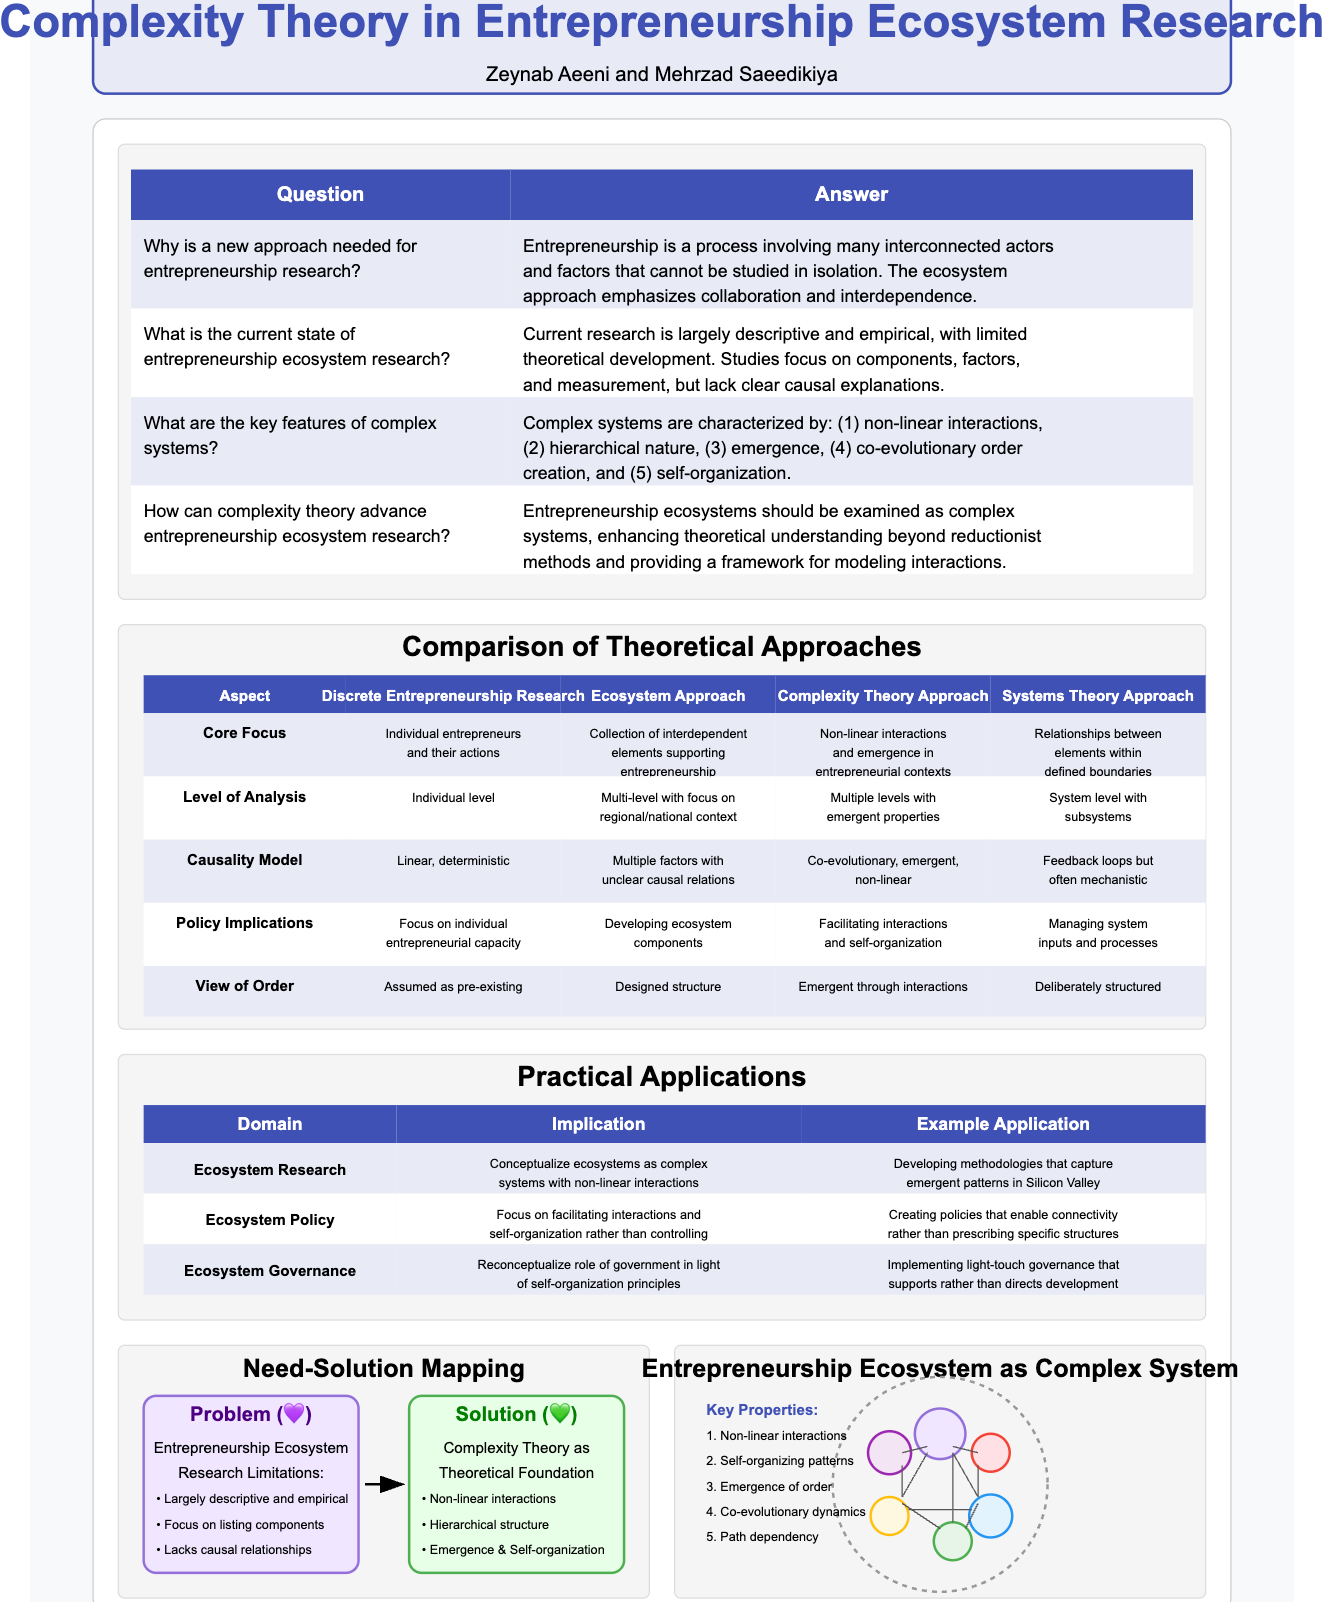 Complexity Theory in Entrepreneurship Ecosystem Research
Zeynab Aeeni and Mehrzad Saeedikiya
Question
Answer
Why is a new approach needed for
entrepreneurship research?
Entrepreneurship is a process involving many interconnected actors
and factors that cannot be studied in isolation. The ecosystem
approach emphasizes collaboration and interdependence.
What is the current state of
entrepreneurship ecosystem research?
Current research is largely descriptive and empirical, with limited
theoretical development. Studies focus on components, factors,
and measurement, but lack clear causal explanations.
What are the key features of complex
systems?
Complex systems are characterized by: (1) non-linear interactions,
(2) hierarchical nature, (3) emergence, (4) co-evolutionary order
creation, and (5) self-organization.
How can complexity theory advance
entrepreneurship ecosystem research?
Entrepreneurship ecosystems should be examined as complex
systems, enhancing theoretical understanding beyond reductionist
methods and providing a framework for modeling interactions.
Comparison of Theoretical Approaches
Aspect
Discrete Entrepreneurship Research
Ecosystem Approach
Complexity Theory Approach
Systems Theory Approach
Core Focus
Individual entrepreneurs
and their actions
Collection of interdependent
elements supporting
entrepreneurship
Non-linear interactions
and emergence in
entrepreneurial contexts
Relationships between
elements within
defined boundaries
Level of Analysis
Individual level
Multi-level with focus on
regional/national context
Multiple levels with
emergent properties
System level with
subsystems
Causality Model
Linear, deterministic
Multiple factors with
unclear causal relations
Co-evolutionary, emergent,
non-linear
Feedback loops but
often mechanistic
Policy Implications
Focus on individual
entrepreneurial capacity
Developing ecosystem
components
Facilitating interactions
and self-organization
Managing system
inputs and processes
View of Order
Assumed as pre-existing
Designed structure
Emergent through interactions
Deliberately structured
Practical Applications
Domain
Implication
Example Application
Ecosystem Research
Conceptualize ecosystems as complex
systems with non-linear interactions
Developing methodologies that capture
emergent patterns in Silicon Valley
Ecosystem Policy
Focus on facilitating interactions and
self-organization rather than controlling
Creating policies that enable connectivity
rather than prescribing specific structures
Ecosystem Governance
Reconceptualize role of government in light
of self-organization principles
Implementing light-touch governance that
supports rather than directs development
Need-Solution Mapping
Problem (💜)
Entrepreneurship Ecosystem
Research Limitations:
• Largely descriptive and empirical
• Focus on listing components
• Lacks causal relationships
Solution (💚)
Complexity Theory as
Theoretical Foundation
• Non-linear interactions
• Hierarchical structure
• Emergence & Self-organization
Entrepreneurship Ecosystem as Complex System
Key Properties:
1. Non-linear interactions
2. Self-organizing patterns
3. Emergence of order
4. Co-evolutionary dynamics
5. Path dependency